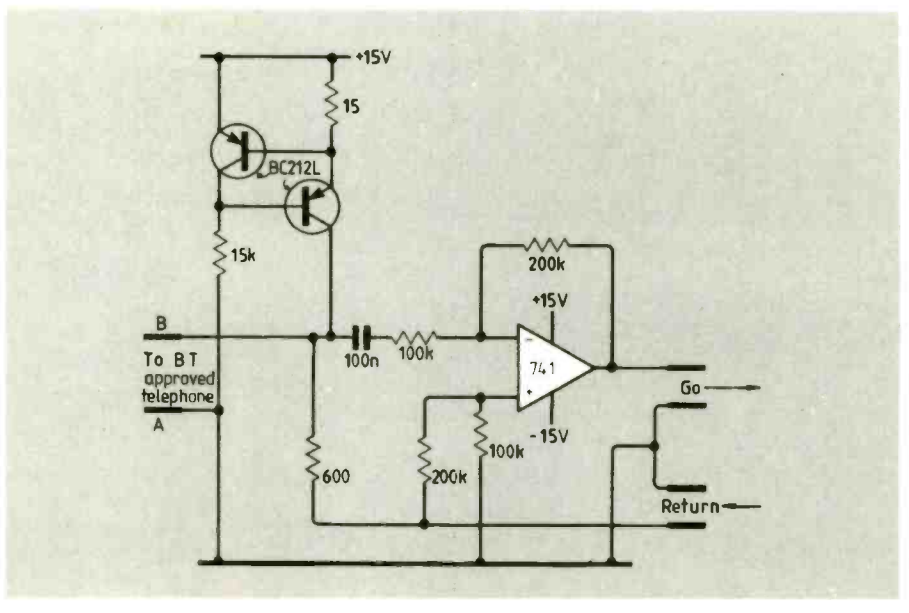 +15V
15
BC212L
15k
200k
+15V
B
100n
100k
-
741
Go
To BT
approved
telephone
+
-15V
A
100k
600
200k
Return